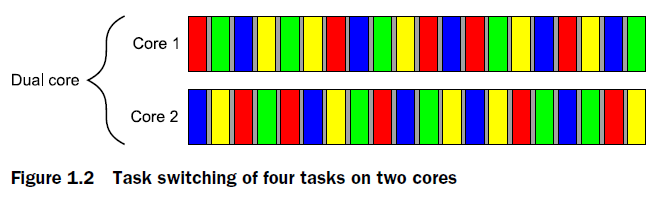 Core 1
Dual core
Core 2
Figure 1.2 Task switching of four tasks on two cores